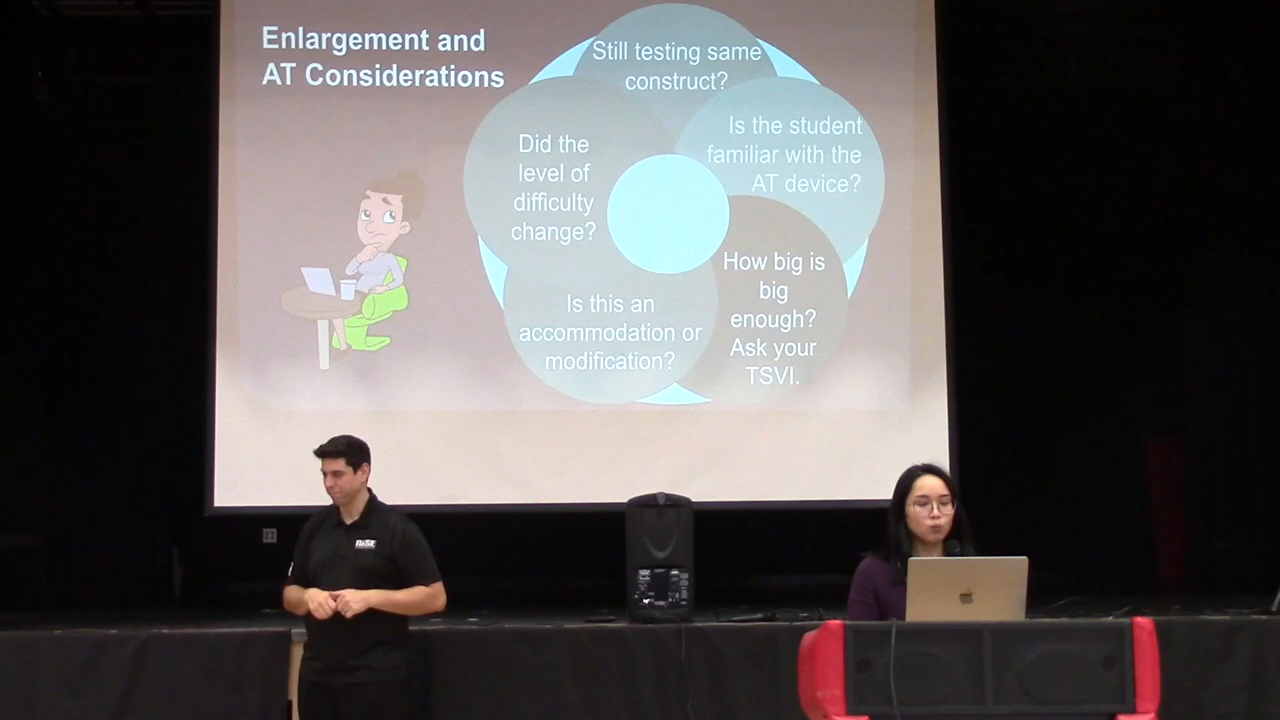 Enlargement and
AT Considerations
Still testing same
construct?
Is the student
familiar with the
AT device?
How big is
big
enough?
Ask your
TSVI.
Is this an
accommodation or
modification?
Did the
level of
difficulty
change?
RISE